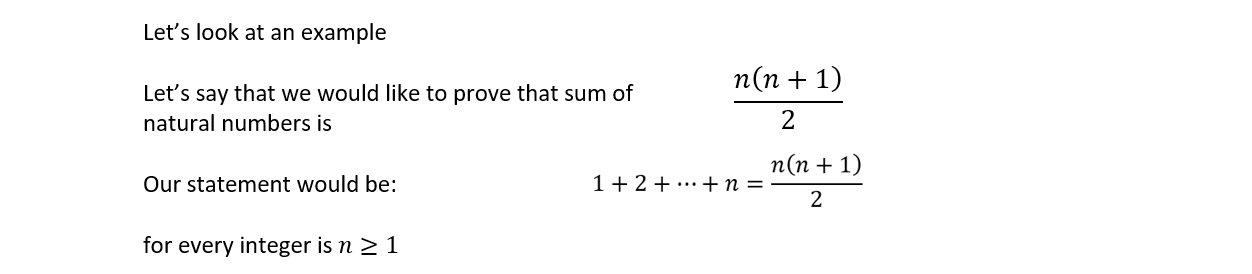 Let's look at an example
Let's say that we would like to prove that sum of
natural numbers is
n(n + 1)
2
Our statement would be:
1 + 2 + ⋯ + n = n(n + 1)
2
for every integer is n ≥ 1